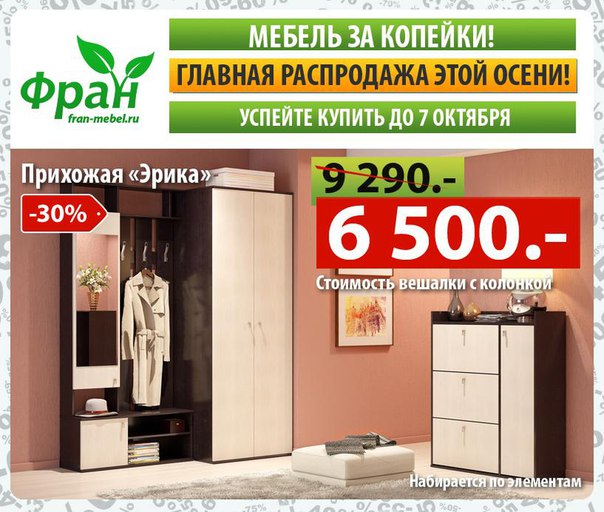 Фран
fran-mebel.ru
МЕБЕЛЬ ЗА КОПЕЙКИ!
ГЛАВНАЯ РАСПРОДАЖА ЭТОЙ ОСЕНИ!
УСПЕЙТЕ КУПИТЬ ДО 7 ОКТЯБРЯ
Прихожая «Эрика»
-30%
9 290.-
6 500.-
Стоимость вешалки с колонкой
Набирается по элементам